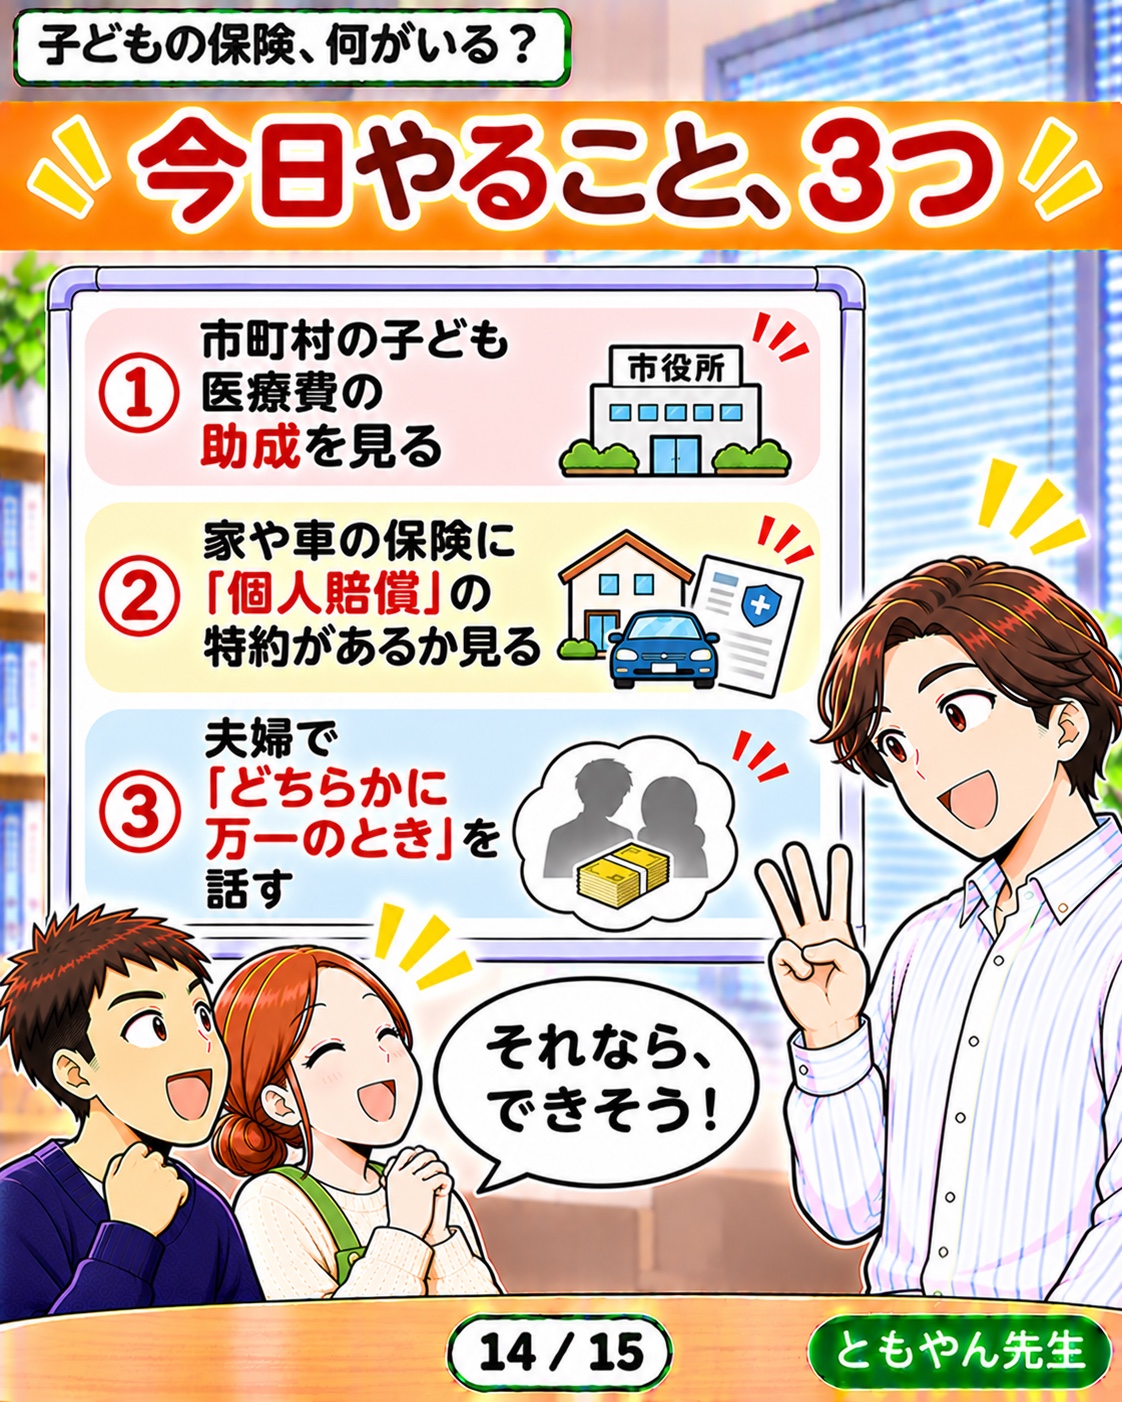 子どもの保険、何がいる？
今日やること、3つ
① 市町村の子ども
医療費の
助成を見る
市役所
② 家や車の保険に
「個人賠償」の
特約があるか見る
③ 夫婦で
「どちらかに
万一のとき」を
話す
それなら、
できそう！
14 / 15
ともやん先生